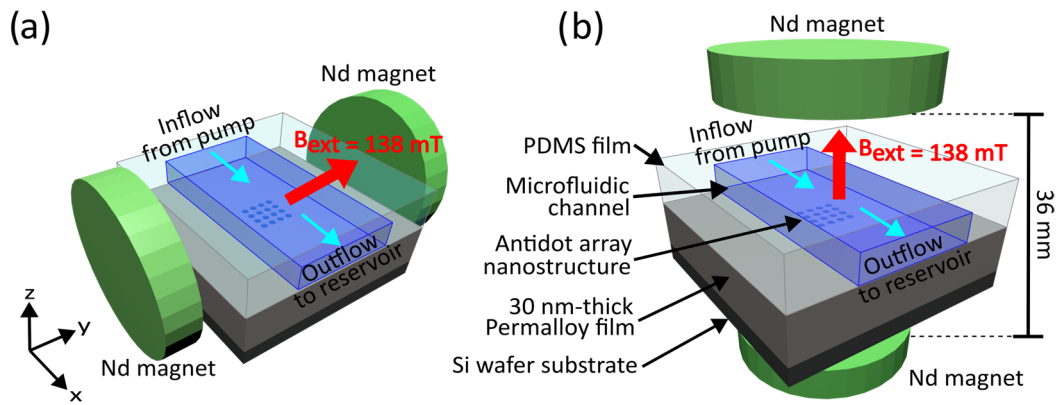 (a)
Nd magnet
Inflow
from pump
Bext = 138 mT
Outflow
to reservoir
z
y
x
Nd magnet
(b)
Nd magnet
Inflow
from pump
Bext = 138 mT
PDMS film
Microfluidic
channel
Antidot array
nanostructure
Outflow
to reservoir
30 nm-thick
Permalloy film
Si wafer substrate
Nd magnet
36 mm